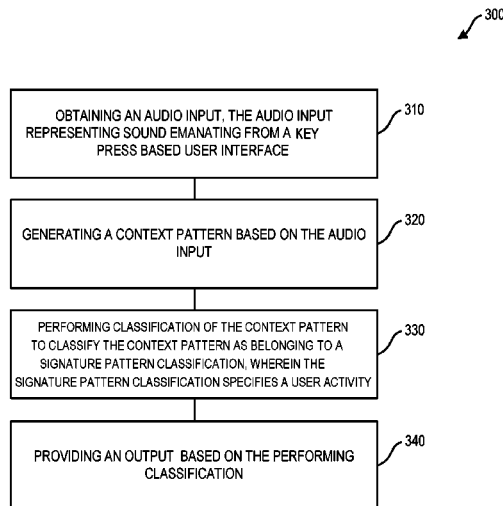 300
OBTAINING AN AUDIO INPUT, THE AUDIO INPUT
REPRESENTING SOUND EMANATING FROM A KEY
PRESS BASED USER INTERFACE
310
GENERATING A CONTEXT PATTERN BASED ON THE AUDIO
INPUT
320
PERFORMING CLASSIFICATION OF THE CONTEXT PATTERN
TO CLASSIFY THE CONTEXT PATTERN AS BELONGING TO A
SIGNATURE PATTERN CLASSIFICATION, WHEREIN THE
SIGNATURE PATTERN CLASSIFICATION SPECIFIES A USER ACTIVITY
330
PROVIDING AN OUTPUT BASED ON THE PERFORMING
CLASSIFICATION
340